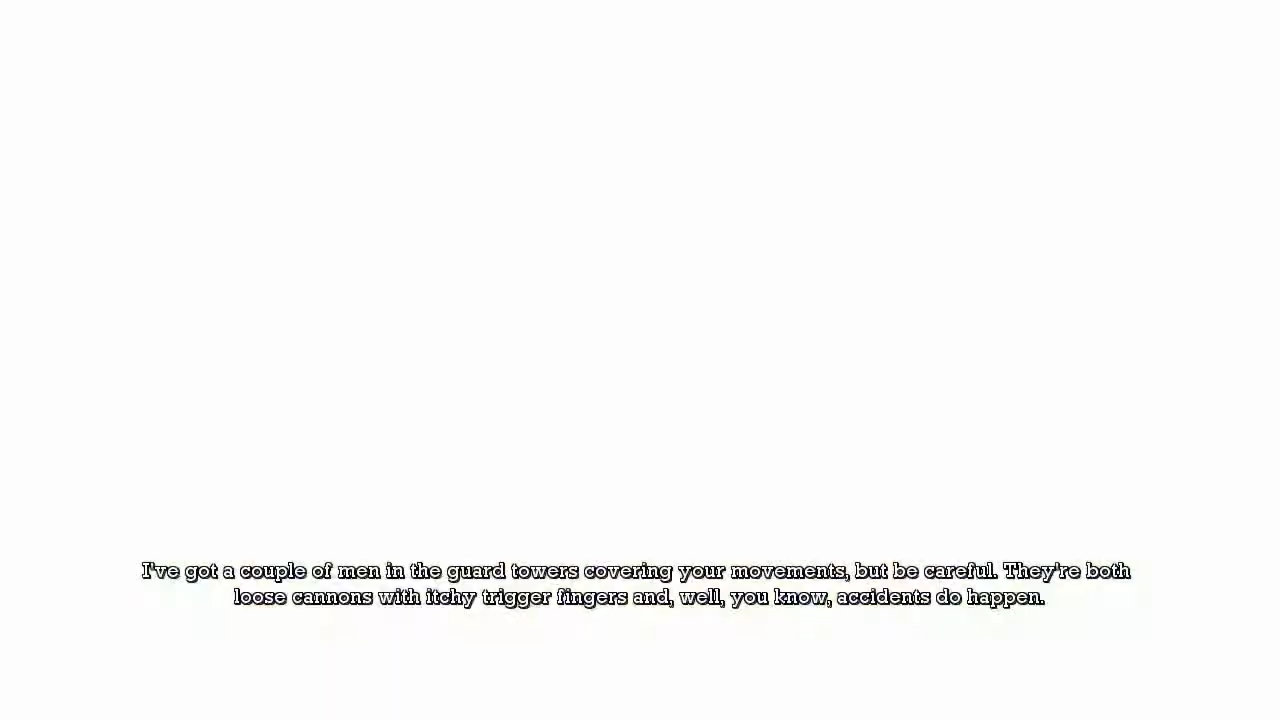 I've got a couple of men in the guard towers covering your movements, but be careful. They're both
loose cannons with itchy trigger fingers and, well, you know, accidents do happen.